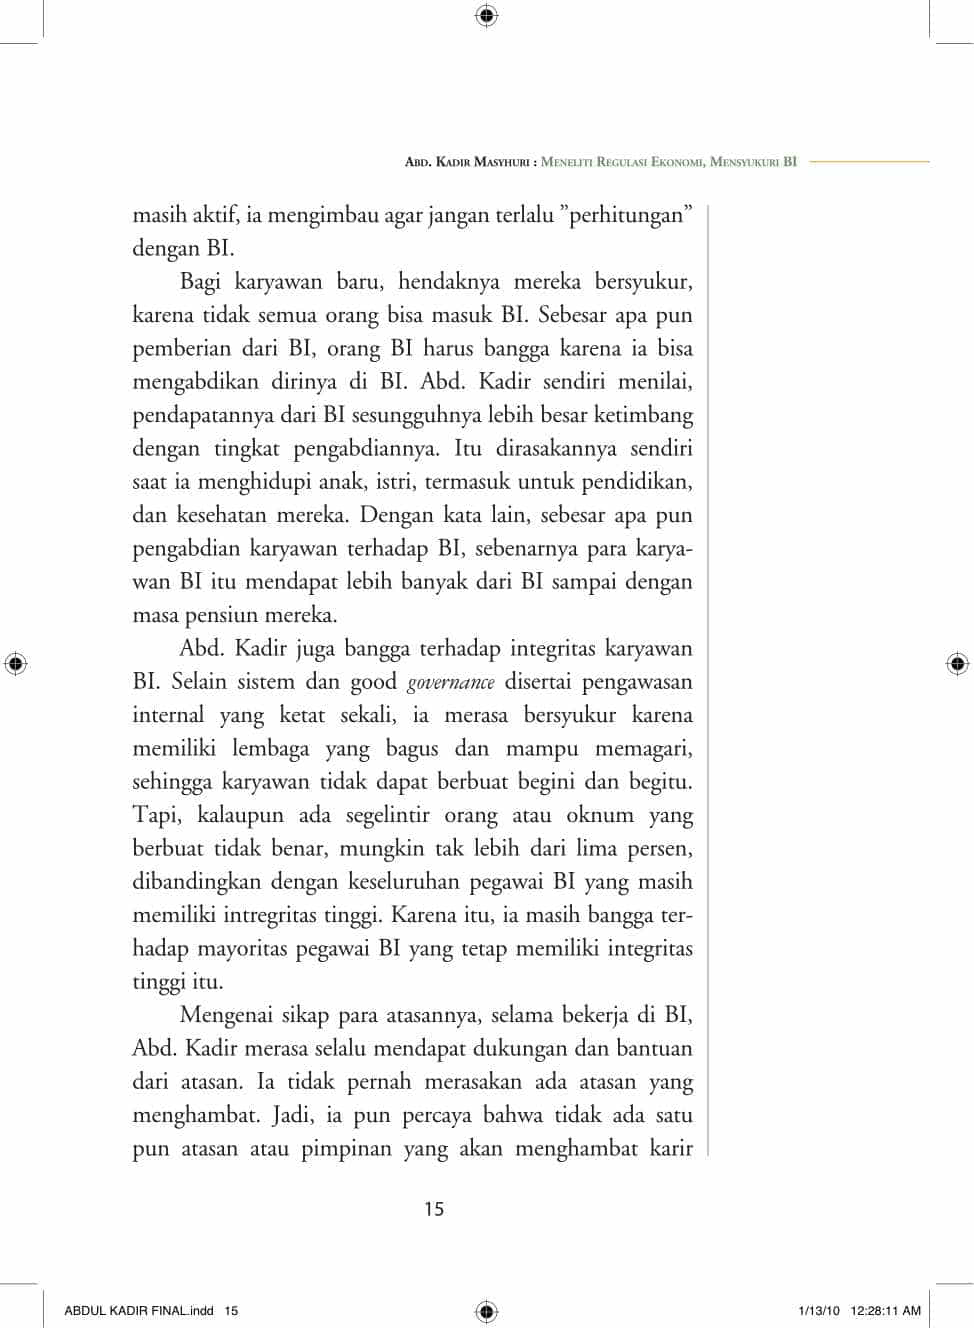 Abd. Kadir Masyhuri : Meneliti Regulasi Ekonomi, Mensyukuri BI
masih aktif, ia mengimbau agar jangan terlalu ”perhitungan”
dengan BI.
Bagi karyawan baru, hendaknya mereka bersyukur,
karena tidak semua orang bisa masuk BI. Sebesar apa pun
pemberian dari BI, orang BI harus bangga karena ia bisa
mengabdikan dirinya di BI. Abd. Kadir sendiri menilai,
pendapatannya dari BI sesungguhnya lebih besar ketimbang
dengan tingkat pengabdiannya. Itu dirasakannya sendiri
saat ia menghidupi anak, istri, termasuk untuk pendidikan,
dan kesehatan mereka. Dengan kata lain, sebesar apa pun
pengabdian karyawan terhadap BI, sebenarnya para karya-
wan BI itu mendapat lebih banyak dari BI sampai dengan
masa pensiun mereka.
Abd. Kadir juga bangga terhadap integritas karyawan
BI. Selain sistem dan good governance disertai pengawasan
internal yang ketat sekali, ia merasa bersyukur karena
memiliki lembaga yang bagus dan mampu memagari,
sehingga karyawan tidak dapat berbuat begini dan begitu.
Tapi, kalaupun ada segelintir orang atau oknum yang
berbuat tidak benar, mungkin tak lebih dari lima persen,
dibandingkan dengan keseluruhan pegawai BI yang masih
memiliki intregritas tinggi. Karena itu, ia masih bangga ter-
hadap mayoritas pegawai BI yang tetap memiliki integritas
tinggi itu.
Mengenai sikap para atasannya, selama bekerja di BI,
Abd. Kadir merasa selalu mendapat dukungan dan bantuan
dari atasan. Ia tidak pernah merasakan ada atasan yang
menghambat. Jadi, ia pun percaya bahwa tidak ada satu
pun atasan atau pimpinan yang akan menghambat karir
15
ABDUL KADIR FINAL.indd 15
1/13/10 12:28:11 AM